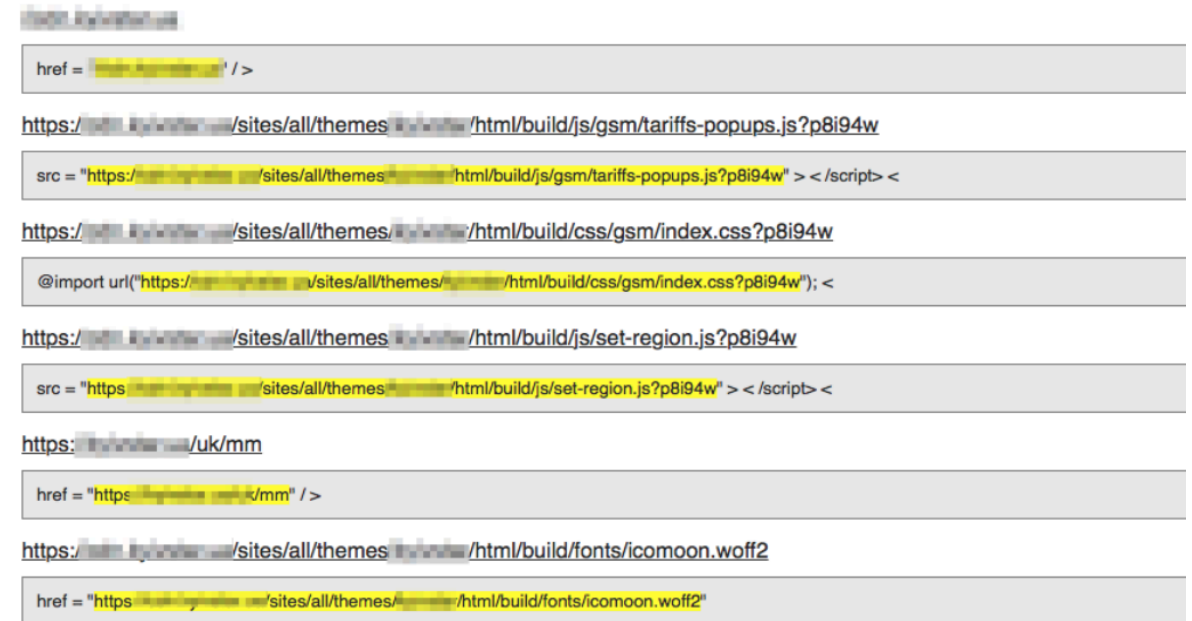 href = " " / >
https:/ /sites/all/themes /html/build/js/gsm/tariffs-popups.js?p8i94w
src = "https:/ /sites/all/themes /html/build/js/gsm/tariffs-popups.js?p8i94w" > < /script> <
https:/ /sites/all/themes/ /html/build/css/gsm/index.css?p8i94w
@import url("https:/ /sites/all/themes/ /html/build/css/gsm/index.css?p8i94w"); <
https:/ /sites/all/themes /html/build/js/set-region.js?p8i94w
src = "https /sites/all/themes /html/build/js/set-region.js?p8i94w" > < /script> <
https: /uk/mm
href = "https /mm" / >
https:/ /sites/all/themes /html/build/fonts/icomoon.woff2
href = "https /sites/all/themes/ /html/build/fonts/icomoon.woff2"